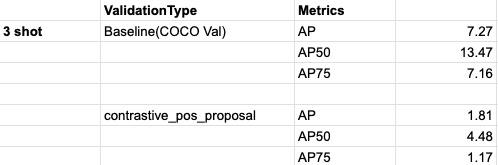 ValidationType Metrics
3 shot Baseline(COCO Val) AP 7.27
AP50 13.47
AP75 7.16
contrastive_pos_proposal AP 1.81
AP50 4.48
AP75 1.17